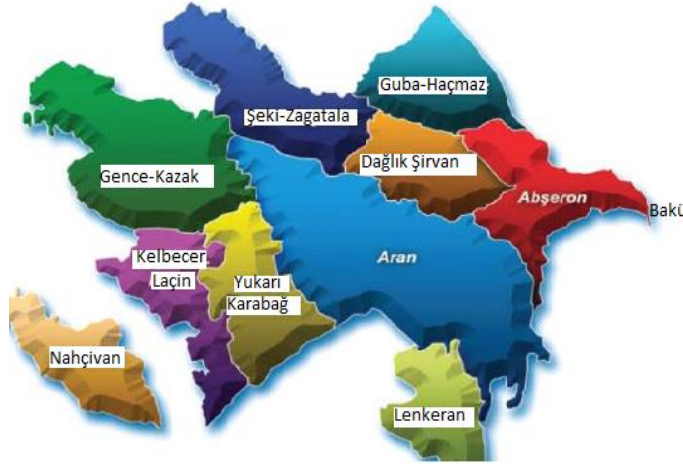 Guba-Haçmaz
Şeki-Zagatala
Dağlık Şirvan
Gence-Kazak
Abşeron
Bakü
Kelbecer
Laçin
Yukarı
Karabağ
Aran
Nahçivan
Lenkeran